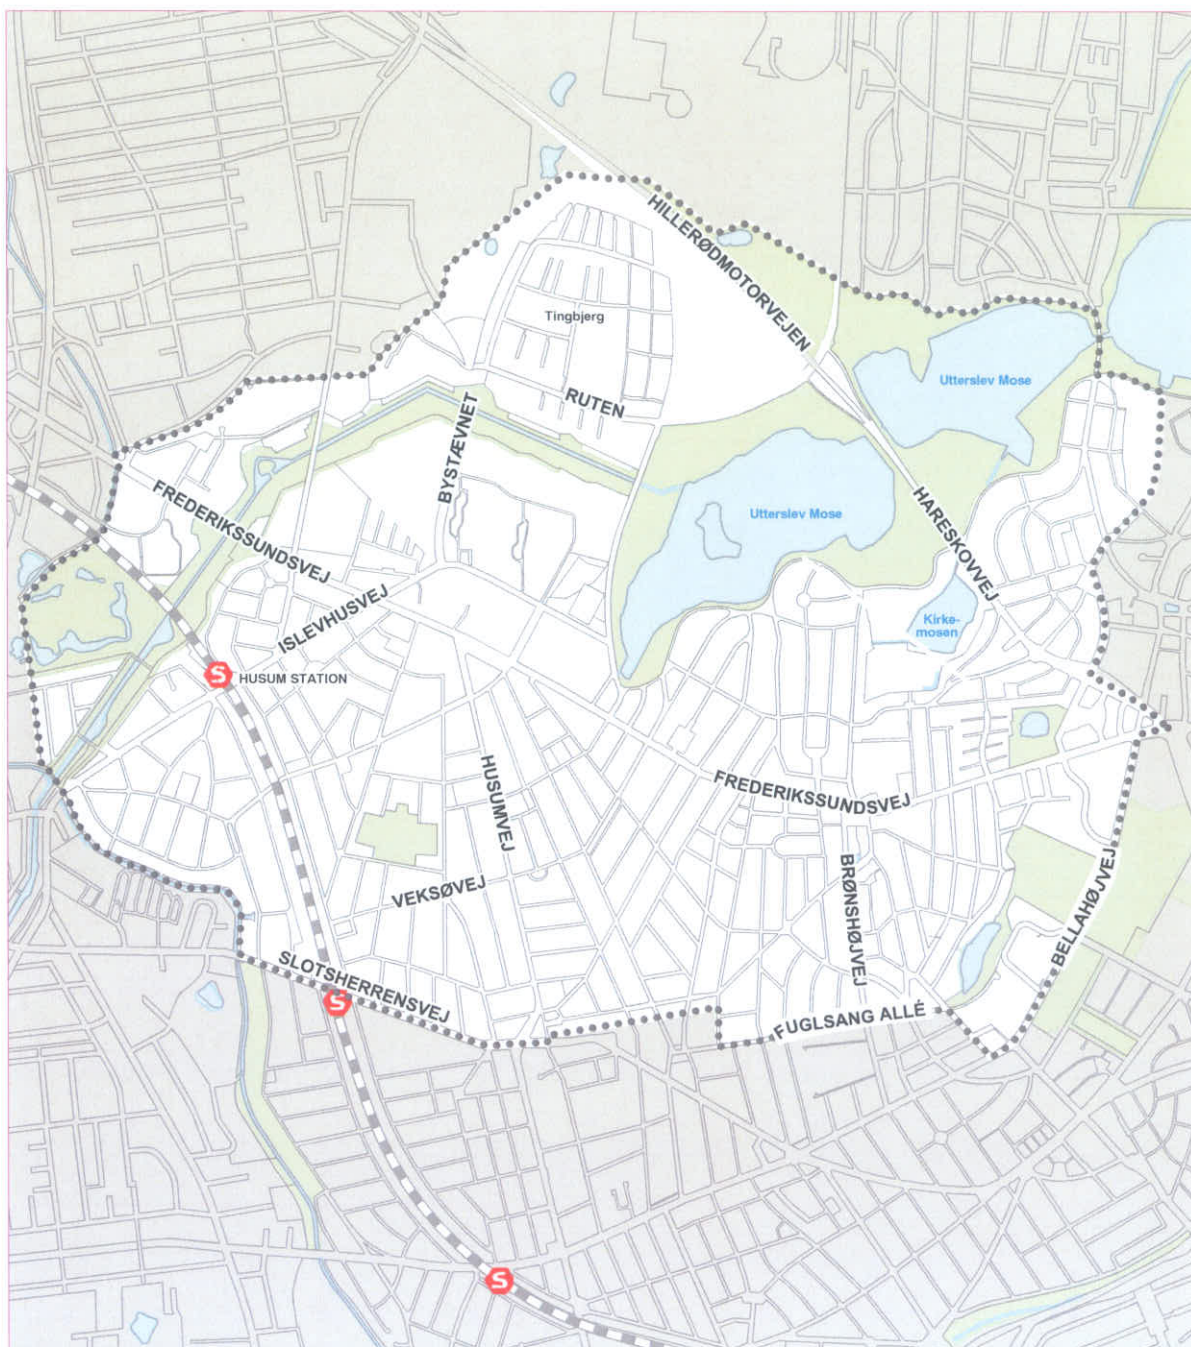 HILLERØDMOTORVEJEN
Tingbjerg
Utterslev Mose
RUTEN
BYSTÆVNET
FREDERIKSSUNDSVEJ
Utterslev Mose
HARESKOVVEJ
ISLEVHUSVEJ
Kirke-
mosen
S
HUSUM STATION
HUSUMVEJ
FREDERIKSSUNDSVEJ
VEKSØVEJ
BRØNSHØJVEJ
BELLAHØJVEJ
SLOTSHERRENSVEJ
S
FUGLSANG ALLÉ
S